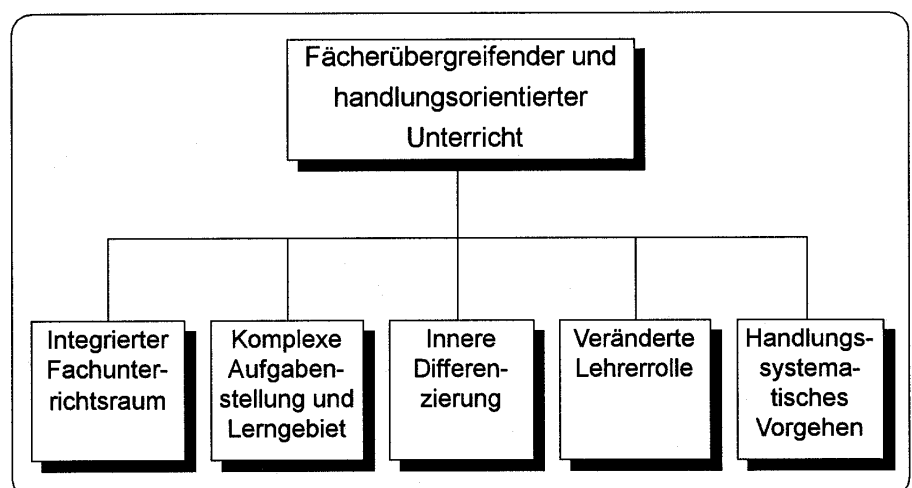 Fächerübergreifender und
handlungsorientierter
Unterricht
Integrierter
Fachunter-
richtsraum
Komplexe
Aufgaben-
stellung und
Lerngebiet
Innere
Differen-
zierung
Veränderte
Lehrerrolle
Handlungs-
systema-
tisches
Vorgehen